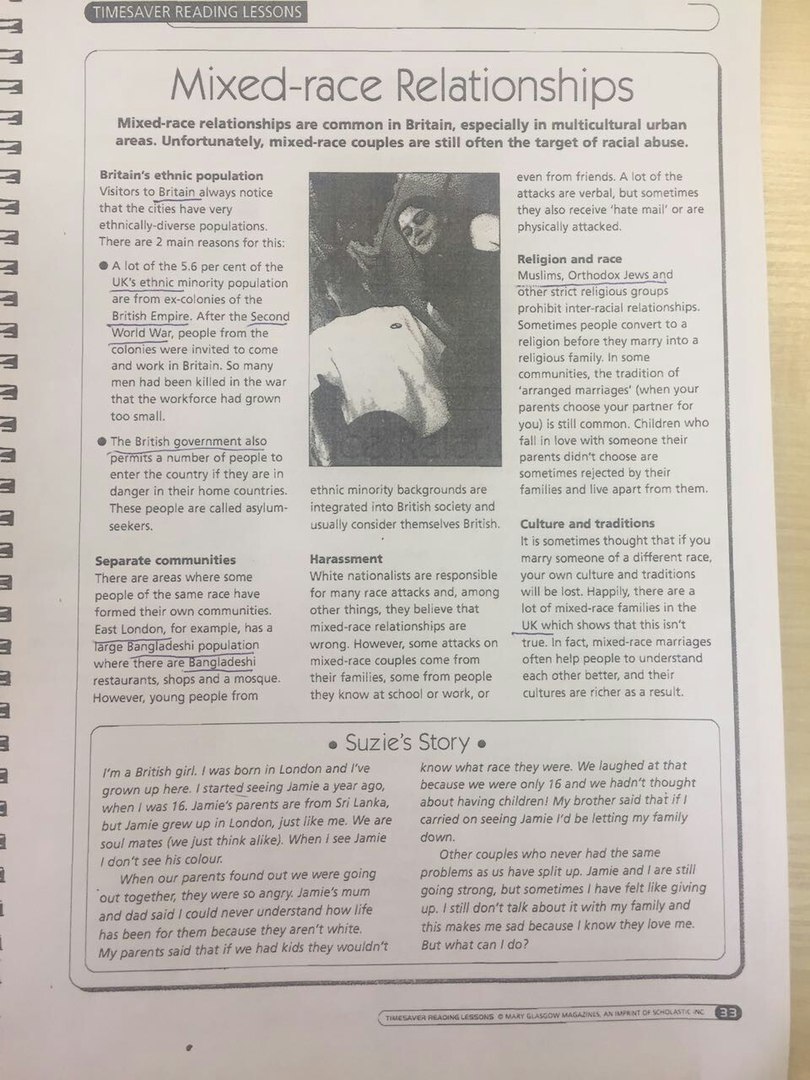 TIMESAVER READING LESSONS
Mixed-race Relationships
Mixed-race relationships are common in Britain, especially in multicultural urban
areas. Unfortunately, mixed-race couples are still often the target of racial abuse.
Britain's ethnic population
Visitors to Britain always notice
that the cities have very
ethnically-diverse populations.
There are 2 main reasons for this:
● A lot of the 5.6 per cent of the
UK's ethnic minority population
are from ex-colonies of the
British Empire. After the Second
World War, people from the
colonies were invited to come
and work in Britain. So many
men had been killed in the war
that the workforce had grown
too small.
● The British government also
permits a number of people to
enter the country if they are in
danger in their home countries.
These people are called asylum-
seekers.
Separate communities
There are areas where some
people of the same race have
formed their own communities.
East London, for example, has a
large Bangladeshi population
where there are Bangladeshi
restaurants, shops and a mosque.
However, young people from
ethnic minority backgrounds are
integrated into British society and
usually consider themselves British.
Harassment
White nationalists are responsible
for many race attacks and, among
other things, they believe that
mixed-race relationships are
wrong. However, some attacks on
mixed-race couples come from
their families, some from people
they know at school or work, or
even from friends. A lot of the
attacks are verbal, but sometimes
they also receive 'hate mail' or are
physically attacked.
Religion and race
Muslims, Orthodox Jews and
other strict religious groups
prohibit inter-racial relationships.
Sometimes people convert to a
religion before they marry into a
religious family. In some
communities, the tradition of
'arranged marriages' (when your
parents choose your partner for
you) is still common. Children who
fall in love with someone their
parents didn't choose are
sometimes rejected by their
families and live apart from them.
Culture and traditions
It is sometimes thought that if you
marry someone of a different race,
your own culture and traditions
will be lost. Happily, there are a
lot of mixed-race families in the
UK which shows that this isn't
true. In fact, mixed-race marriages
often help people to understand
each other better, and their
cultures are richer as a result.
● Suzie's Story ●
I'm a British girl. I was born in London and I've
grown up here. I started seeing Jamie a year ago,
when I was 16. Jamie's parents are from Sri Lanka,
but Jamie grew up in London, just like me. We are
soul mates (we just think alike). When I see Jamie
I don't see his colour.
When our parents found out we were going
out together, they were so angry. Jamie's mum
and dad said I could never understand how life
has been for them because they aren't white.
My parents said that if we had kids they wouldn't
know what race they were. We laughed at that
because we were only 16 and we hadn't thought
about having children! My brother said that if I
carried on seeing Jamie I'd be letting my family
down.
Other couples who never had the same
problems as us have split up. Jamie and I are still
going strong, but sometimes I have felt like giving
up. I still don't talk about it with my family and
this makes me sad because I know they love me.
But what can I do?
TIMESAVER READING LESSONS © MARY GLASGOW MAGAZINES, AN IMPRINT OF SCHOLASTIC INC. 33